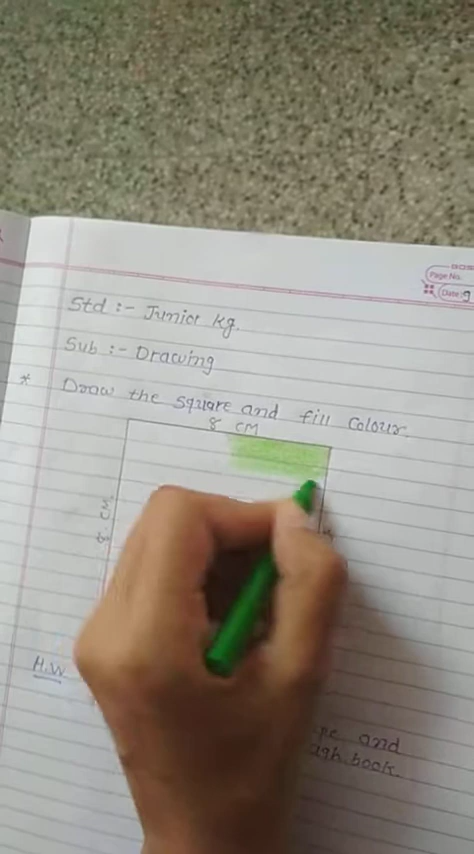 Page No.
Date
Std :- Junior kg.
Sub :- Drawing
* Draw the square and fill colour.
8 CM
8 CM
H.W
and
book.